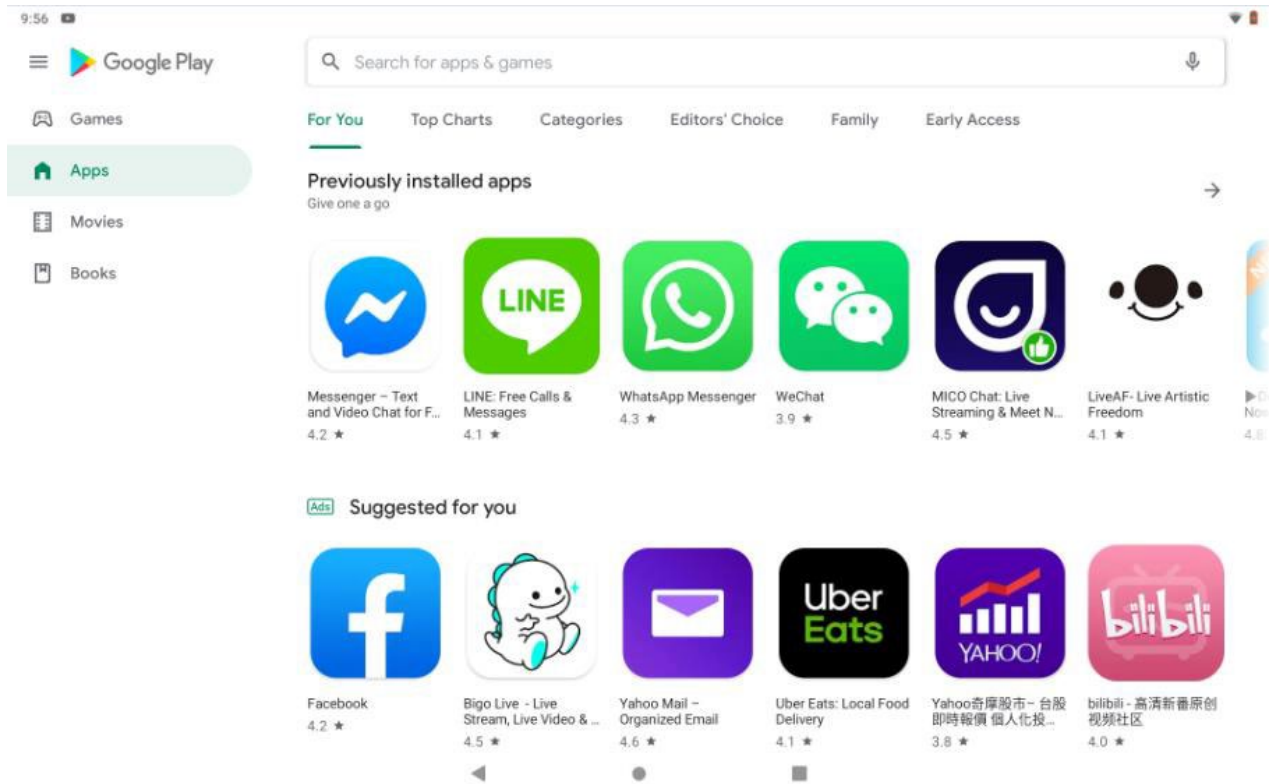 9:56
Google Play
Search for apps & games
Games
Apps
Movies
Books
For You Top Charts Categories Editors' Choice Family Early Access
Previously installed apps
Give one a go
LINE
Messenger – Text
and Video Chat for F...
4.2 ★
LINE: Free Calls &
Messages
4.1 ★
WhatsApp Messenger
4.3 ★
WeChat
3.9 ★
MICO Chat: Live
Streaming & Meet N...
4.5 ★
LiveAF- Live Artistic
Freedom
4.1 ★
4.8
Ads Suggested for you
Uber
Eats
YAHOO!
bilibili
Facebook
4.2 ★
Bigo Live - Live
Stream, Live Video & ...
4.5 ★
Yahoo Mail –
Organized Email
4.6 ★
Uber Eats: Local Food
Delivery
4.1 ★
Yahoo奇摩股市– 台股
即時報價 個人化投...
3.8 ★
bilibili - 高清新番原创
视频社区
4.0 ★